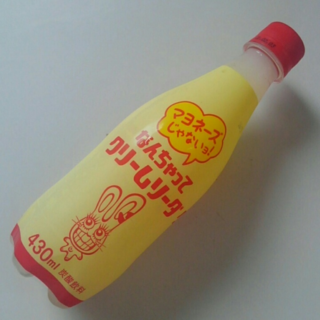 マヨネーズ
じゃないョ!
なんちゃって
クリームソーダ
430ml 炭酸飲料